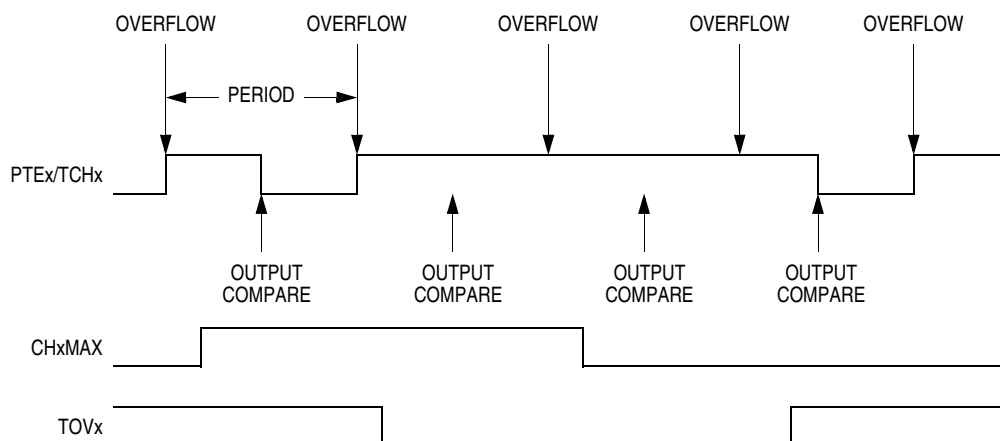 OVERFLOW OVERFLOW OVERFLOW OVERFLOW OVERFLOW
PERIOD
PTEx/TCHx
OUTPUT COMPARE
OUTPUT COMPARE
OUTPUT COMPARE
OUTPUT COMPARE
CHxMAX
TOVx